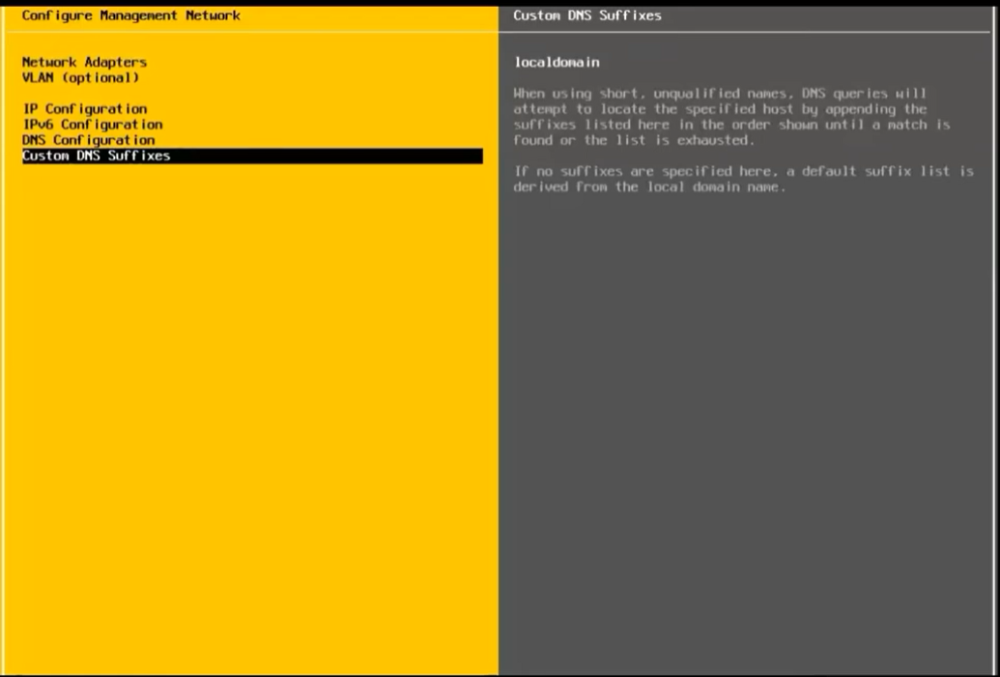 Configure Management Network
Network Adapters
VLAN (optional)
IP Configuration
IPv6 Configuration
DNS Configuration
Custom DNS Suffixes
Custom DNS Suffixes
localdomain
When using short, unqualified names, DNS queries will
attempt to locate the specified host by appending the
suffixes listed here in the order shown until a match is
found or the list is exhausted.
If no suffixes are specified here, a default suffix list is
derived from the local domain name.